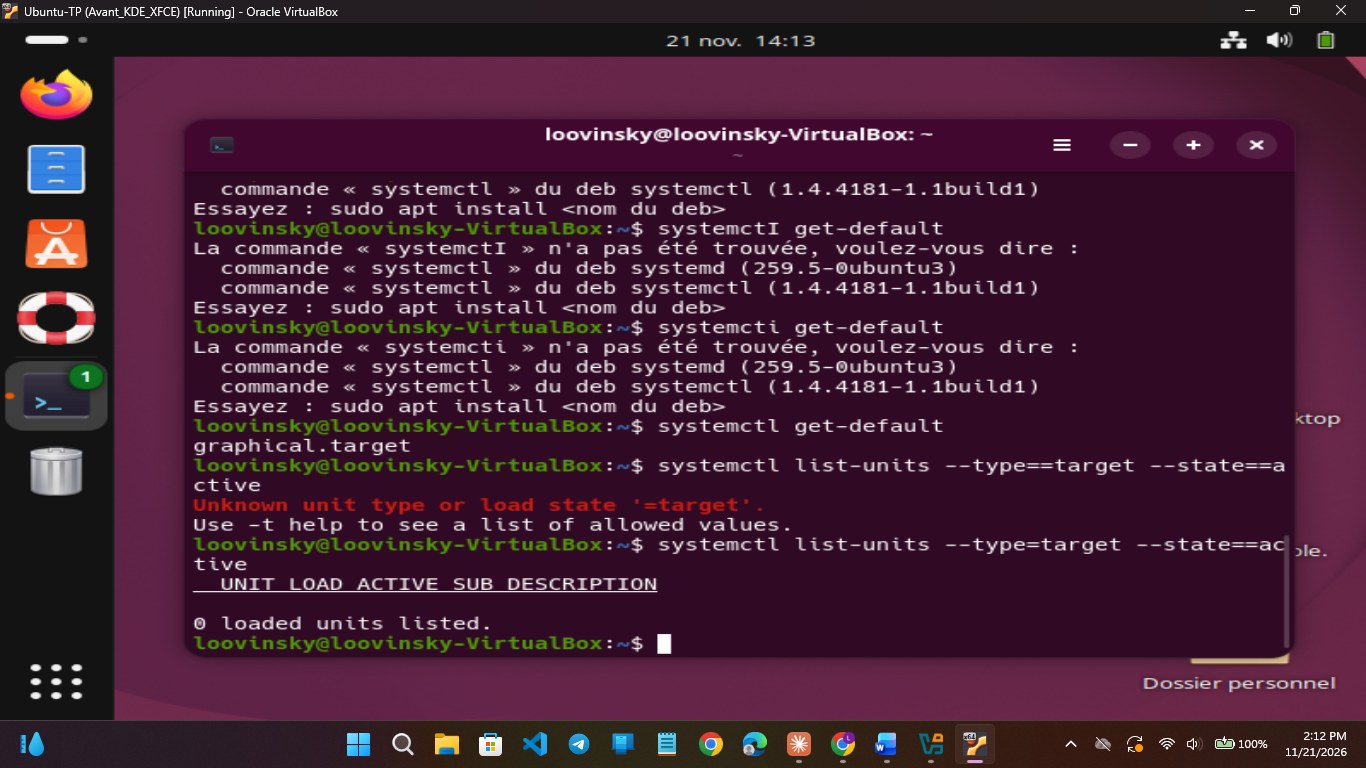 Ubuntu-TP (Avant_KDE_XFCE) [Running] - Oracle VirtualBox
21 nov. 14:13
loovinsky@loovinsky-VirtualBox: ~
~
commande « systemctl » du deb systemctl (1.4.4181-1.1build1)
Essayez : sudo apt install <nom du deb>
loovinsky@loovinsky-VirtualBox:~$ systemctI get-default
La commande « systemctI » n'a pas été trouvée, voulez-vous dire :
commande « systemctl » du deb systemd (259.5-0ubuntu3)
commande « systemctl » du deb systemctl (1.4.4181-1.1build1)
Essayez : sudo apt install <nom du deb>
loovinsky@loovinsky-VirtualBox:~$ systemcti get-default
La commande « systemcti » n'a pas été trouvée, voulez-vous dire :
commande « systemctl » du deb systemd (259.5-0ubuntu3)
commande « systemctl » du deb systemctl (1.4.4181-1.1build1)
Essayez : sudo apt install <nom du deb>
loovinsky@loovinsky-VirtualBox:~$ systemctl get-default
graphical.target
loovinsky@loovinsky-VirtualBox:~$ systemctl list-units --type==target --state==a
ctive
Unknown unit type or load state '=target'.
Use -t help to see a list of allowed values.
loovinsky@loovinsky-VirtualBox:~$ systemctl list-units --type=target --state==ac
tive
UNIT LOAD ACTIVE SUB DESCRIPTION
0 loaded units listed.
loovinsky@loovinsky-VirtualBox:~$
1
ktop
ble.
Dossier personnel
100%
2:12 PM
11/21/2026